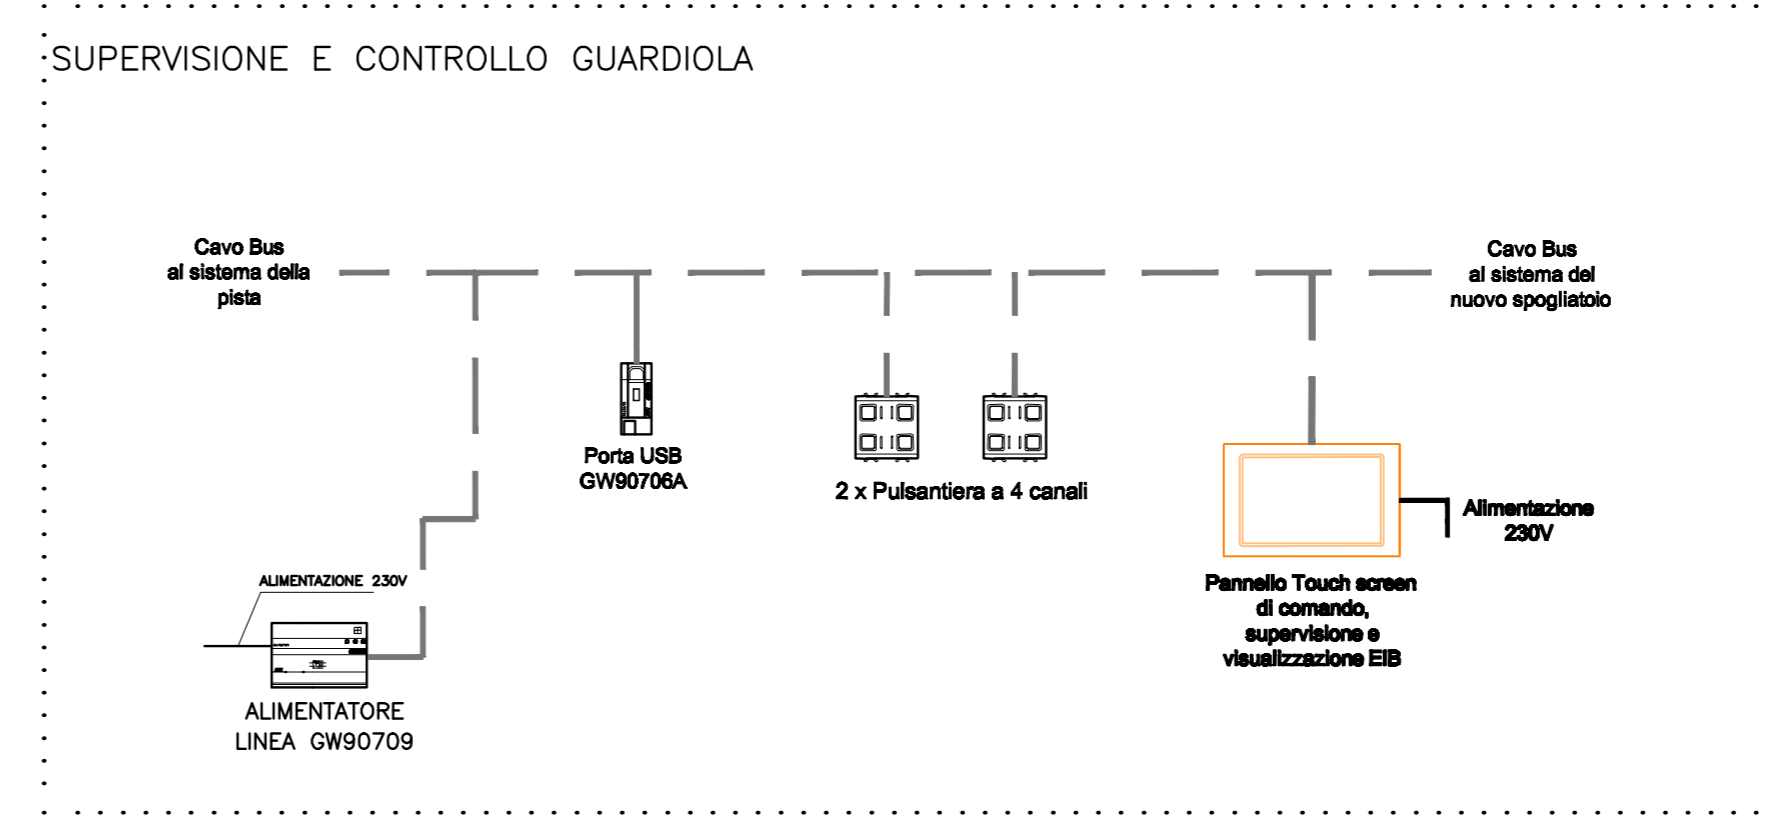 SUPERVISIONE E CONTROLLO GUARDIOLA
Cavo Bus
al sistema della
pista
Cavo Bus
al sistema del
nuovo spogliatoio
Porta USB
GW90706A
2 x Pulsantiera a 4 canali
Alimentazione
230V
Pannello Touch screen
di comando,
supervisione e
visualizzazione EIB
ALIMENTAZIONE 230V
ALIMENTATORE
LINEA GW90709